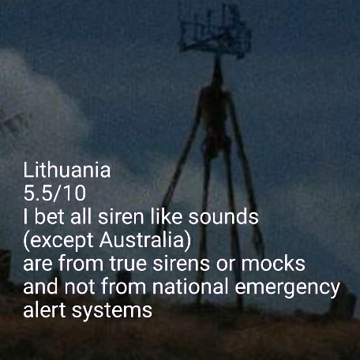 Lithuania
5.5/10
I bet all siren like sounds
(except Australia)
are from true sirens or mocks
and not from national emergency
alert systems